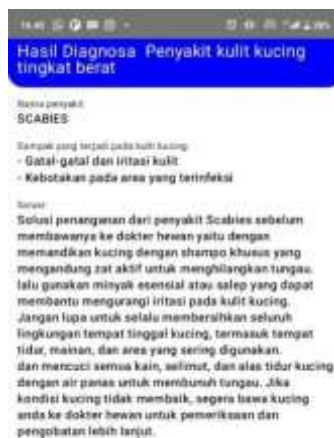 Hasil Diagnosa Penyakit kulit kucing
tingkat berat
Nama penyakit
SCABIES
Dampak yang terjadi pada kulit kucing:
- Gatal-gatal dan iritasi kulit
- Kebotakan pada area yang terinfeksi
Solusi penanganan dari penyakit Scabies sebelum
membawanya ke dokter hewan yaitu dengan
memandikan kucing dengan shampo khusus yang
mengandung zat aktif untuk menghilangkan tungau.
lalu gunakan minyak esensial atau salep yang dapat
membantu mengurangi iritasi pada kulit kucing.
Jangan lupa untuk selalu membersihkan seluruh
lingkungan tempat tinggal kucing, termasuk tempat
tidur, mainan, dan area yang sering digunakan.
dan mencuci semua kain, selimut, dan alas tidur kucing
dengan air panas untuk membunuh tungau. Jika
kondisi kucing tidak membaik, segera bawa kucing
anda ke dokter hewan untuk pemeriksaan dan
pengobatan lebih lanjut.